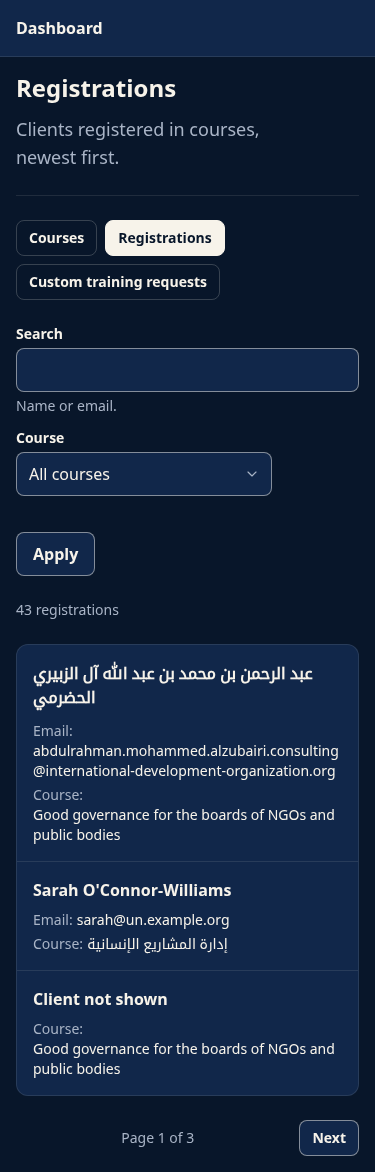 Dashboard
Registrations
Clients registered in courses,
newest first.
Courses
Registrations
Custom training requests
Search
Name or email.
Course
All courses
Apply
43 registrations
عبد الرحمن بن محمد بن عبد الله آل الزبيري
الحضرمي
Email:
abdulrahman.mohammed.alzubairi.consulting
@international-development-organization.org
Course:
Good governance for the boards of NGOs and
public bodies
Sarah O'Connor-Williams
Email: sarah@un.example.org
Course: إدارة المشاريع الإنسانية
Client not shown
Course:
Good governance for the boards of NGOs and
public bodies
Page 1 of 3
Next